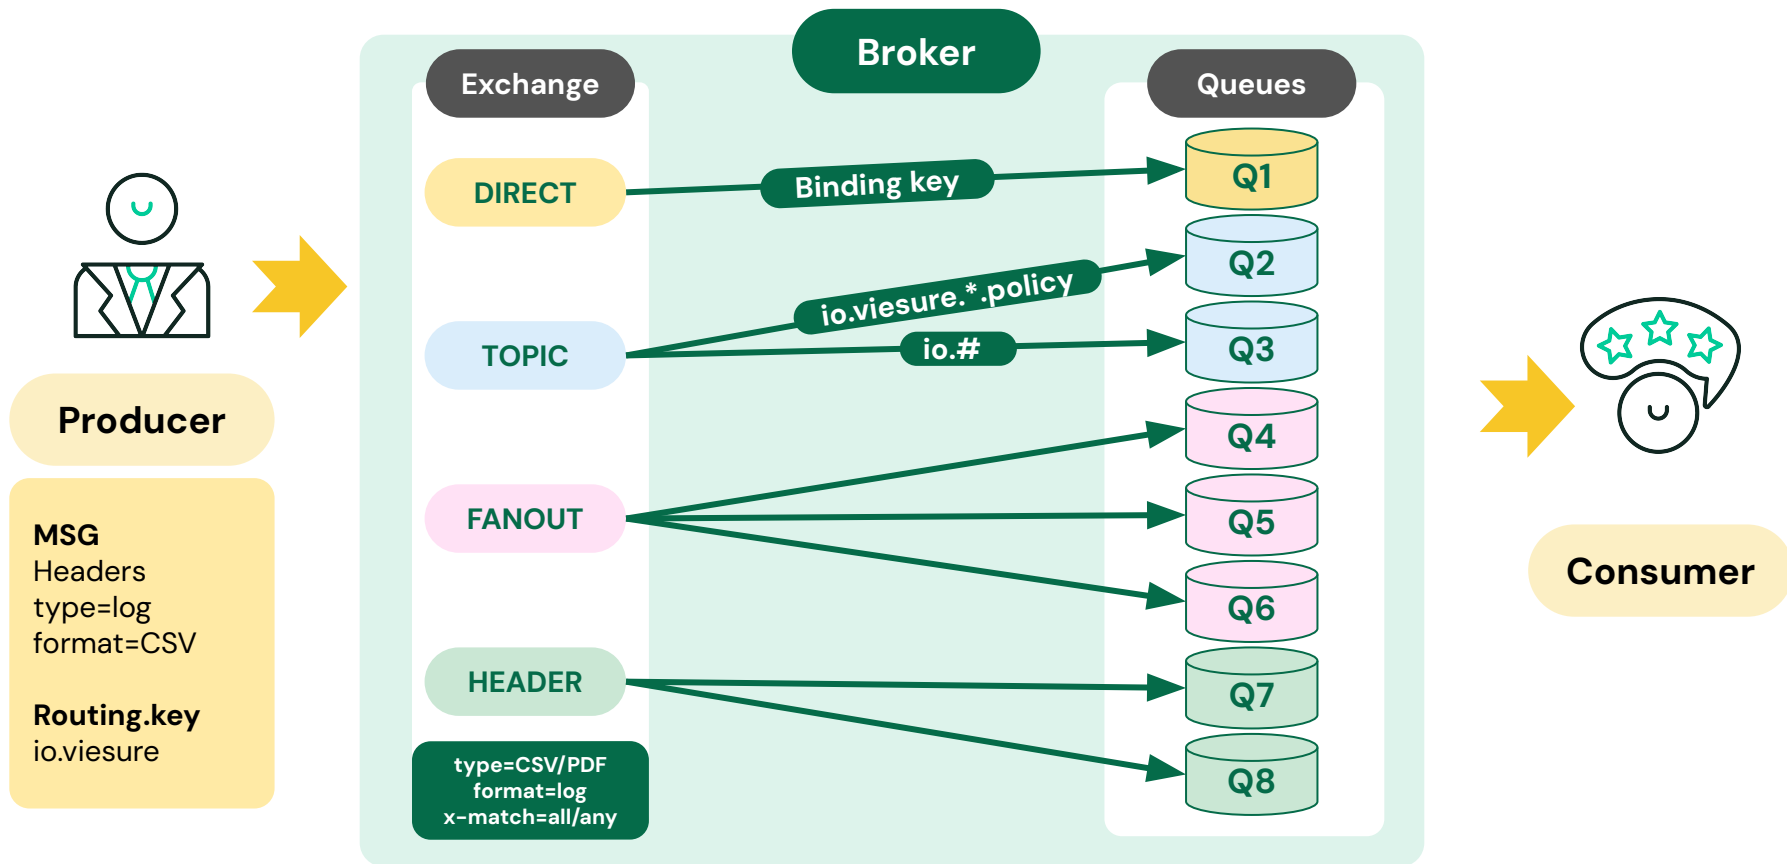 Broker
Exchange
Queues
DIRECT
Binding key
Q1
TOPIC
io.viesure.*.policy
Q2
io.#
Q3
FANOUT
Q4
Q5
Q6
HEADER
Q7
Q8
type=CSV/PDF
format=log
x-match=all/any
Producer
MSG
Headers
type=log
format=CSV
Routing.key
io.viesure
Consumer